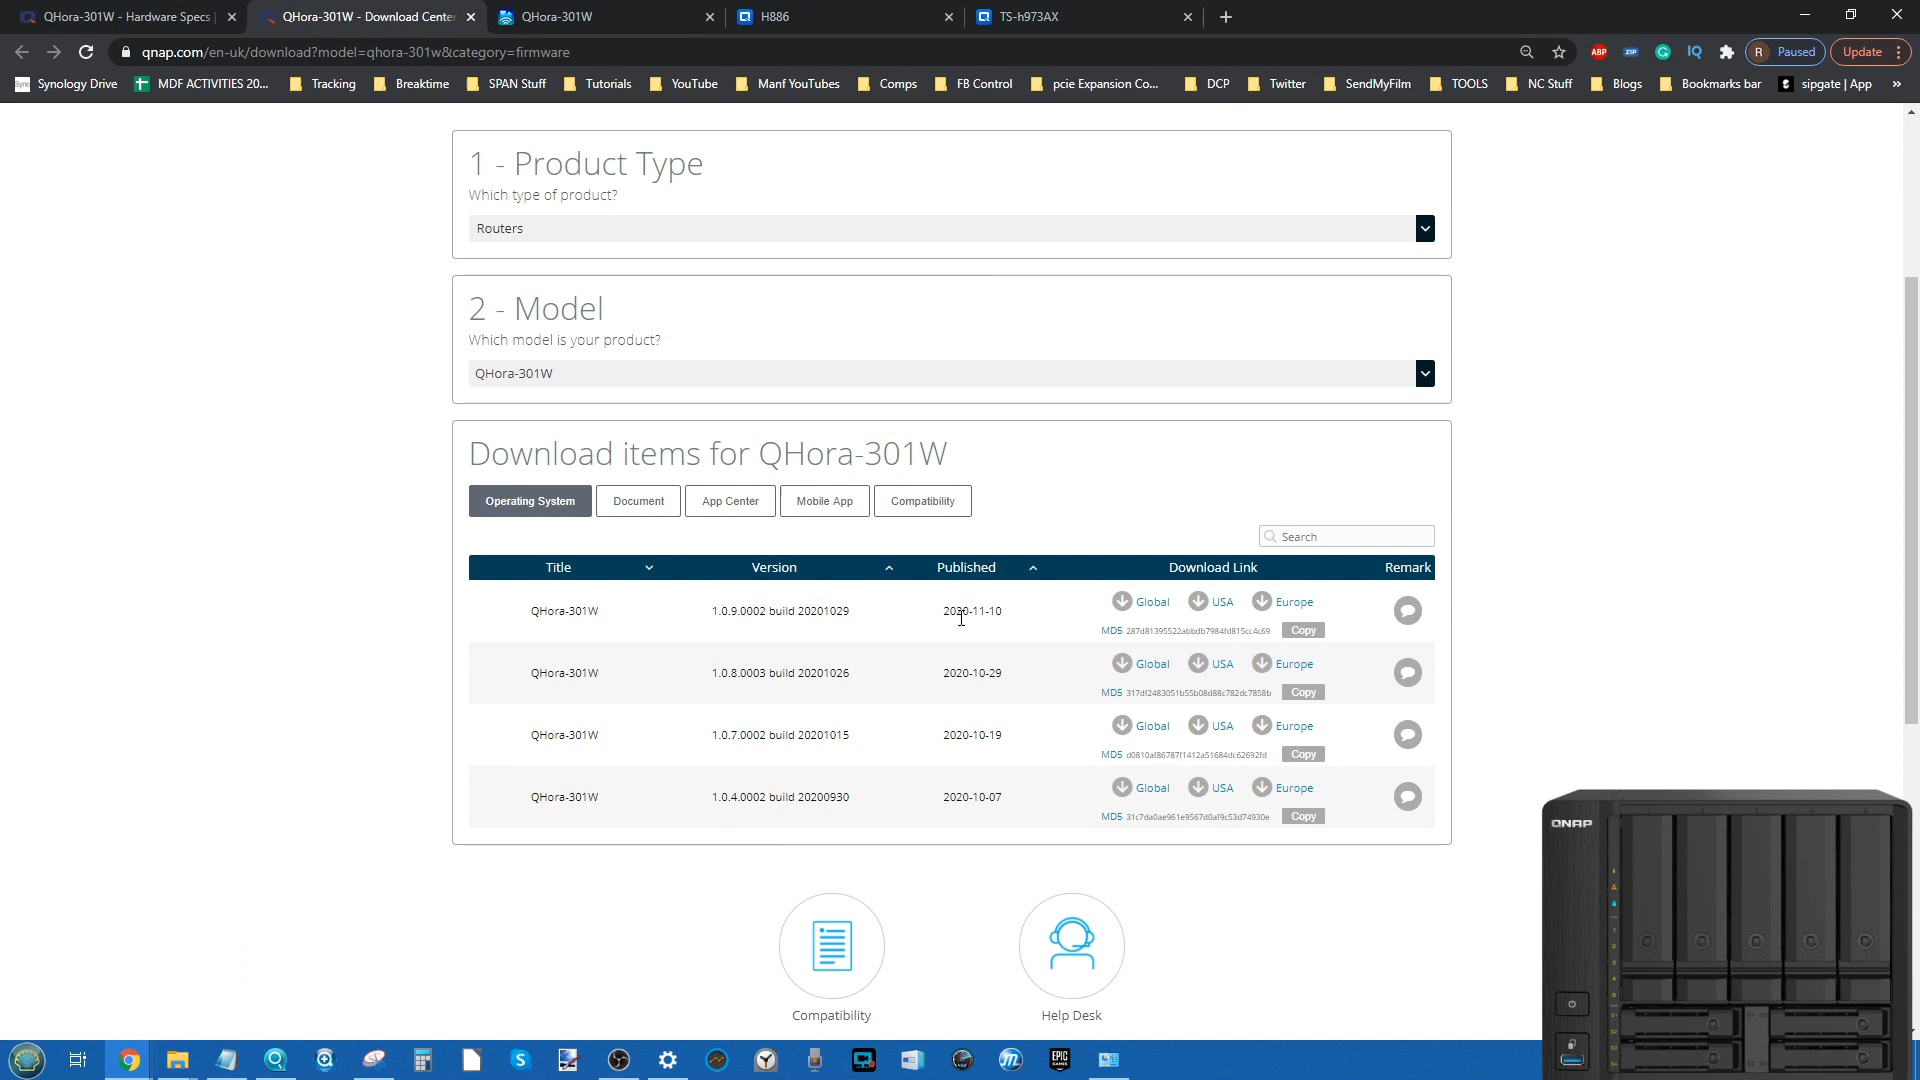 QHora-301W - Hardware Specs
QHora-301W - Download Center
QHora-301W
H886
TS-h973AX
qnap.com/en-uk/download?model=qhora-301w&category=firmware
ABP
ZIP
R Paused
Update
Synology Drive
MDF ACTIVITIES 20...
Tracking
Breaktime
SPAN Stuff
Tutorials
YouTube
Manf YouTubes
Comps
FB Control
pcie Expansion Co...
DCP
Twitter
SendMyFilm
TOOLS
NC Stuff
Blogs
Bookmarks bar
sipgate | App
»
1 - Product Type
Which type of product?
Routers
2 - Model
Which model is your product?
QHora-301W
Download items for QHora-301W
Operating System Document App Center Mobile App Compatibility
Search
Title Version Published Download Link Remark
QHora-301W 1.0.9.0002 build 20201029 2020-11-10 Global USA Europe
MD5 287d81395522abbdb7984fd815cc4c69 Copy
QHora-301W 1.0.8.0003 build 20201026 2020-10-29 Global USA Europe
MD5 317df2483051b55b08d88c782dc7858b Copy
QHora-301W 1.0.7.0002 build 20201015 2020-10-19 Global USA Europe
MD5 d0810af86787f1412a51684dc62692fd Copy
QHora-301W 1.0.4.0002 build 20200930 2020-10-07 Global USA Europe
MD5 31c7da0ae961e9567d0af9c53d74930e Copy
Compatibility
Help Desk
QNAP
EPIC
GAMES